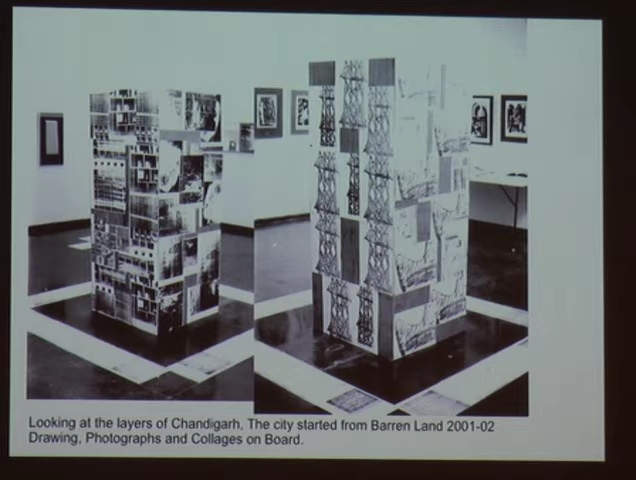 Looking at the layers of Chandigarh, The city started from Barren Land 2001-02
Drawing, Photographs and Collages on Board.